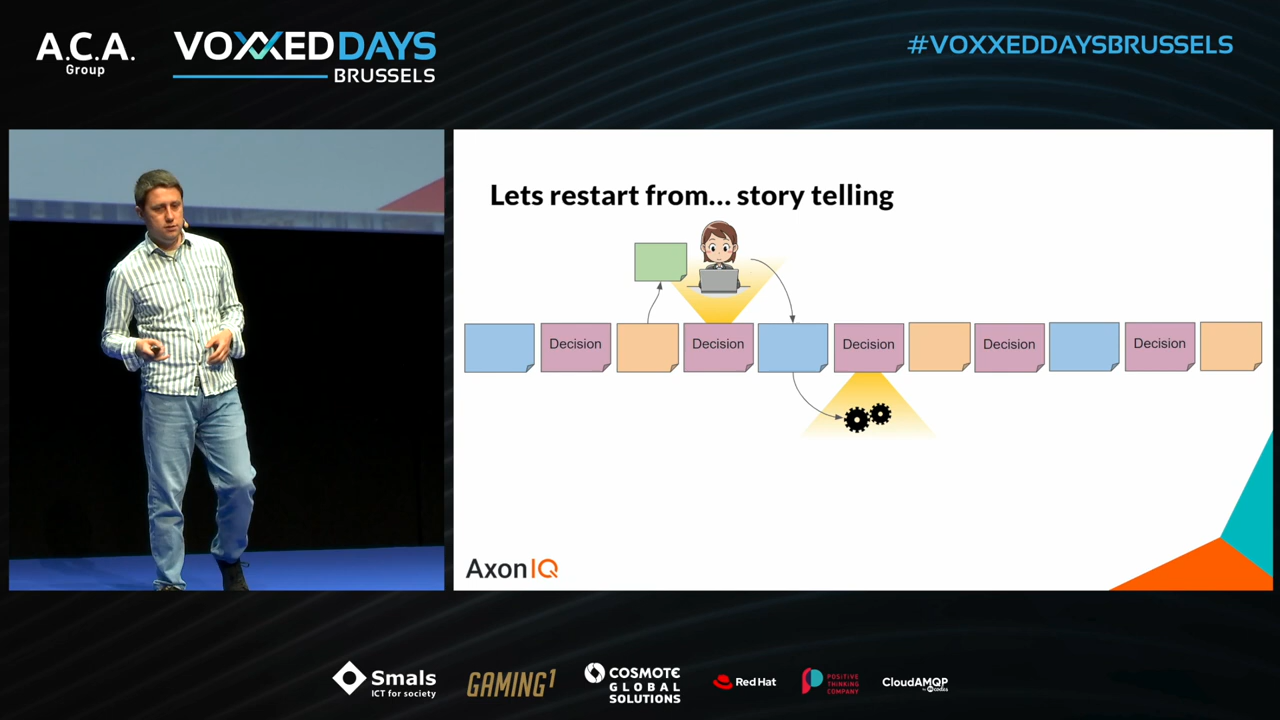 A.C.A.
Group
VOXXEDDAYS
BRUSSELS
#VOXXEDDAYSBRUSSELS
Lets restart from... story telling
Decision
Decision
Decision
Decision
Decision
AxonIQ
Smals
ICT for society
GAMING1
COSMOTE
GLOBAL
SOLUTIONS
Red Hat
POSITIVE
THINKING
COMPANY
CloudAMQP